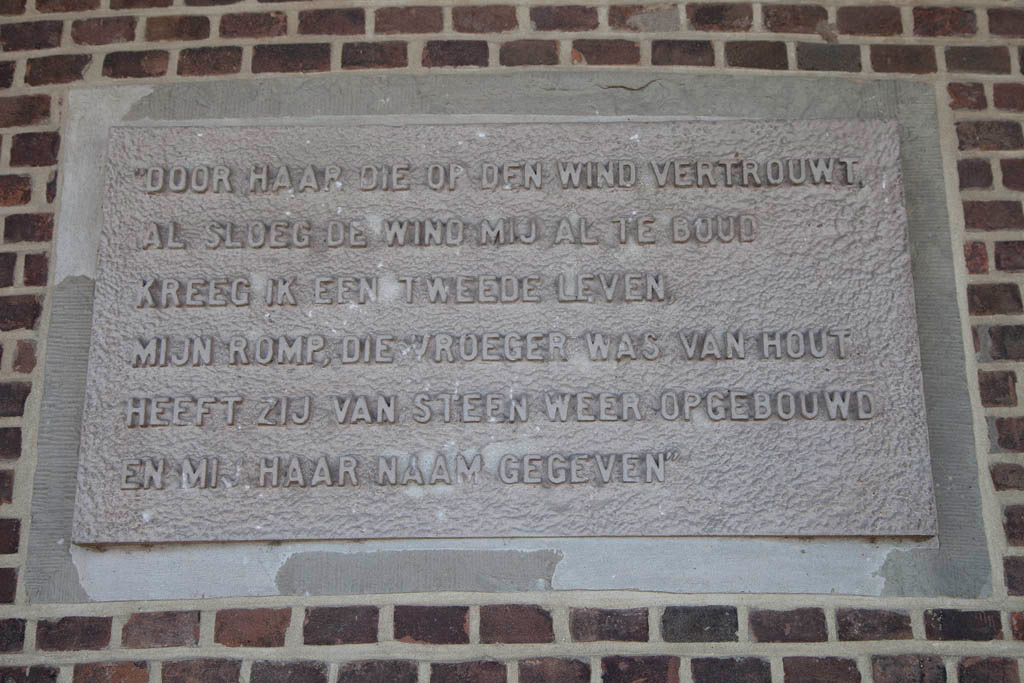 "DOOR HAAR DIE OP DEN WIND VERTROUWT,
AL SLOEG DE WIND MIJ AL TE BOUD
KREEG IK EEN TWEEDE LEVEN,
MIJN ROMP, DIE VROEGER WAS VAN HOUT
HEEFT ZIJ VAN STEEN WEER OPGEBOUWD
EN MIJ HAAR NAAM GEGEVEN"